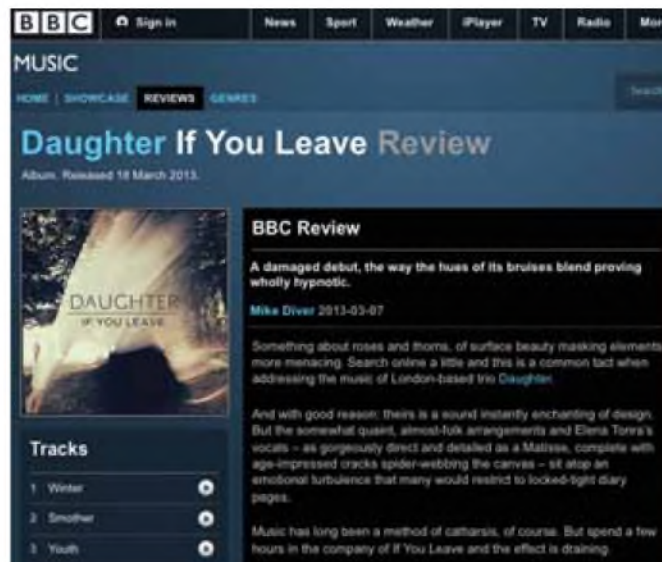 BBC Sign in News Sport Weather iPlayer TV Radio Mor
MUSIC
HOME | SHOWCASE REVIEWS GENRES Search
Daughter If You Leave Review
Album. Released 18 March 2013.
DAUGHTER
IF YOU LEAVE
BBC Review
A damaged debut, the way the hues of its bruises blend proving
wholly hypnotic.
Mike Diver 2013-03-07
Something about roses and thorns, of surface beauty masking elements
more menacing. Search online a little and this is a common tact when
addressing the music of London-based trio Daughter.
And with good reason: theirs is a sound instantly enchanting of design.
But the somewhat quaint, almost-folk arrangements and Elena Tonra's
vocals – as gorgeously direct and detailed as a Matisse, complete with
age-impressed cracks spider-webbing the canvas – sit atop an
emotional turbulence that many would restrict to locked-tight diary
pages.
Music has long been a method of catharsis, of course. But spend a few
hours in the company of If You Leave and the effect is draining.
Tracks
1 Winter
2 Smother
3 Youth